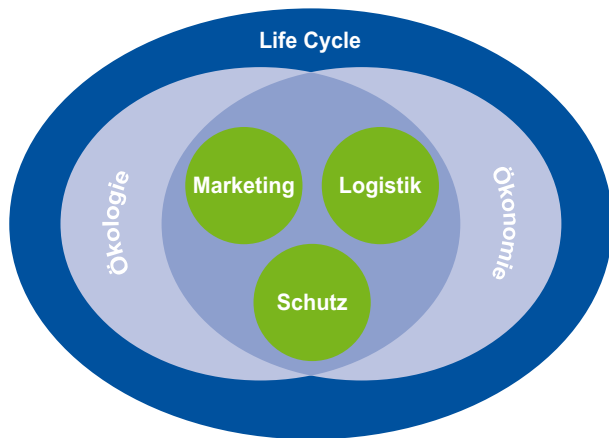 Life Cycle
Ökologie
Marketing
Logistik
Ökonomie
Schutz